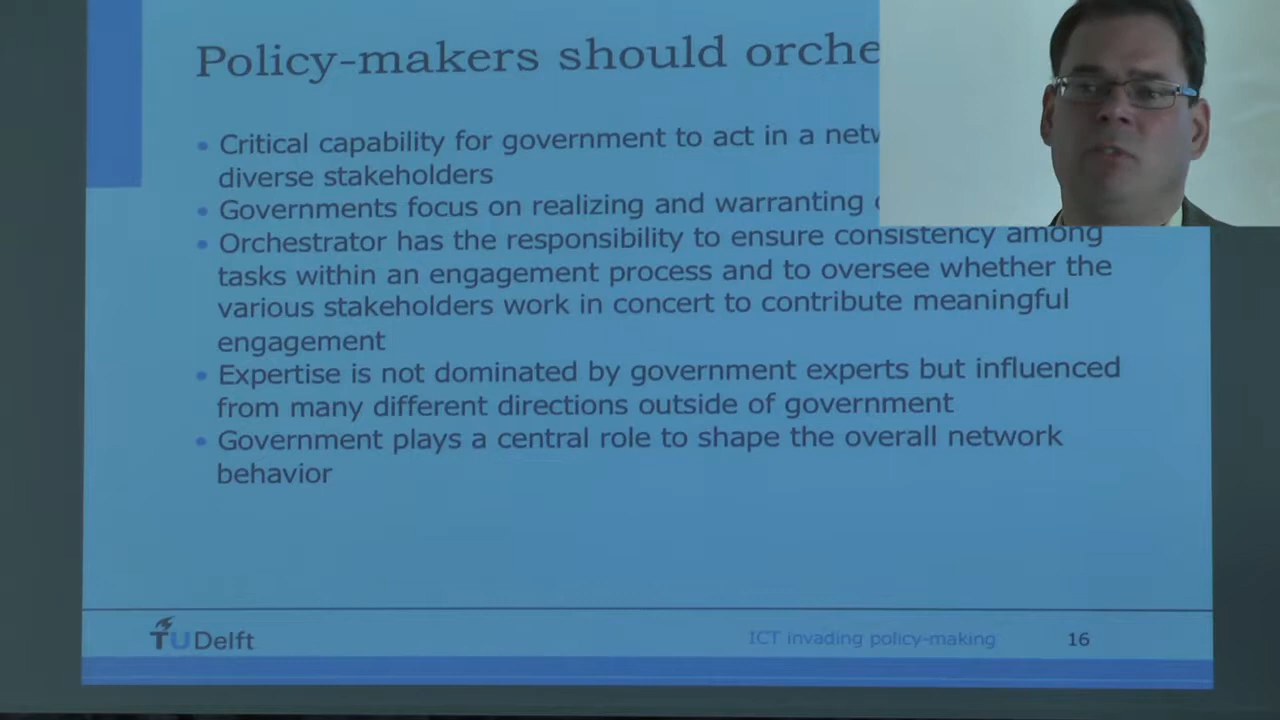 Policy-makers should orche
• Critical capability for government to act in a netw
diverse stakeholders
• Governments focus on realizing and warranting
• Orchestrator has the responsibility to ensure consistency among
tasks within an engagement process and to oversee whether the
various stakeholders work in concert to contribute meaningful
engagement
• Expertise is not dominated by government experts but influenced
from many different directions outside of government
• Government plays a central role to shape the overall network
behavior
TU Delft
ICT invading policy-making
16